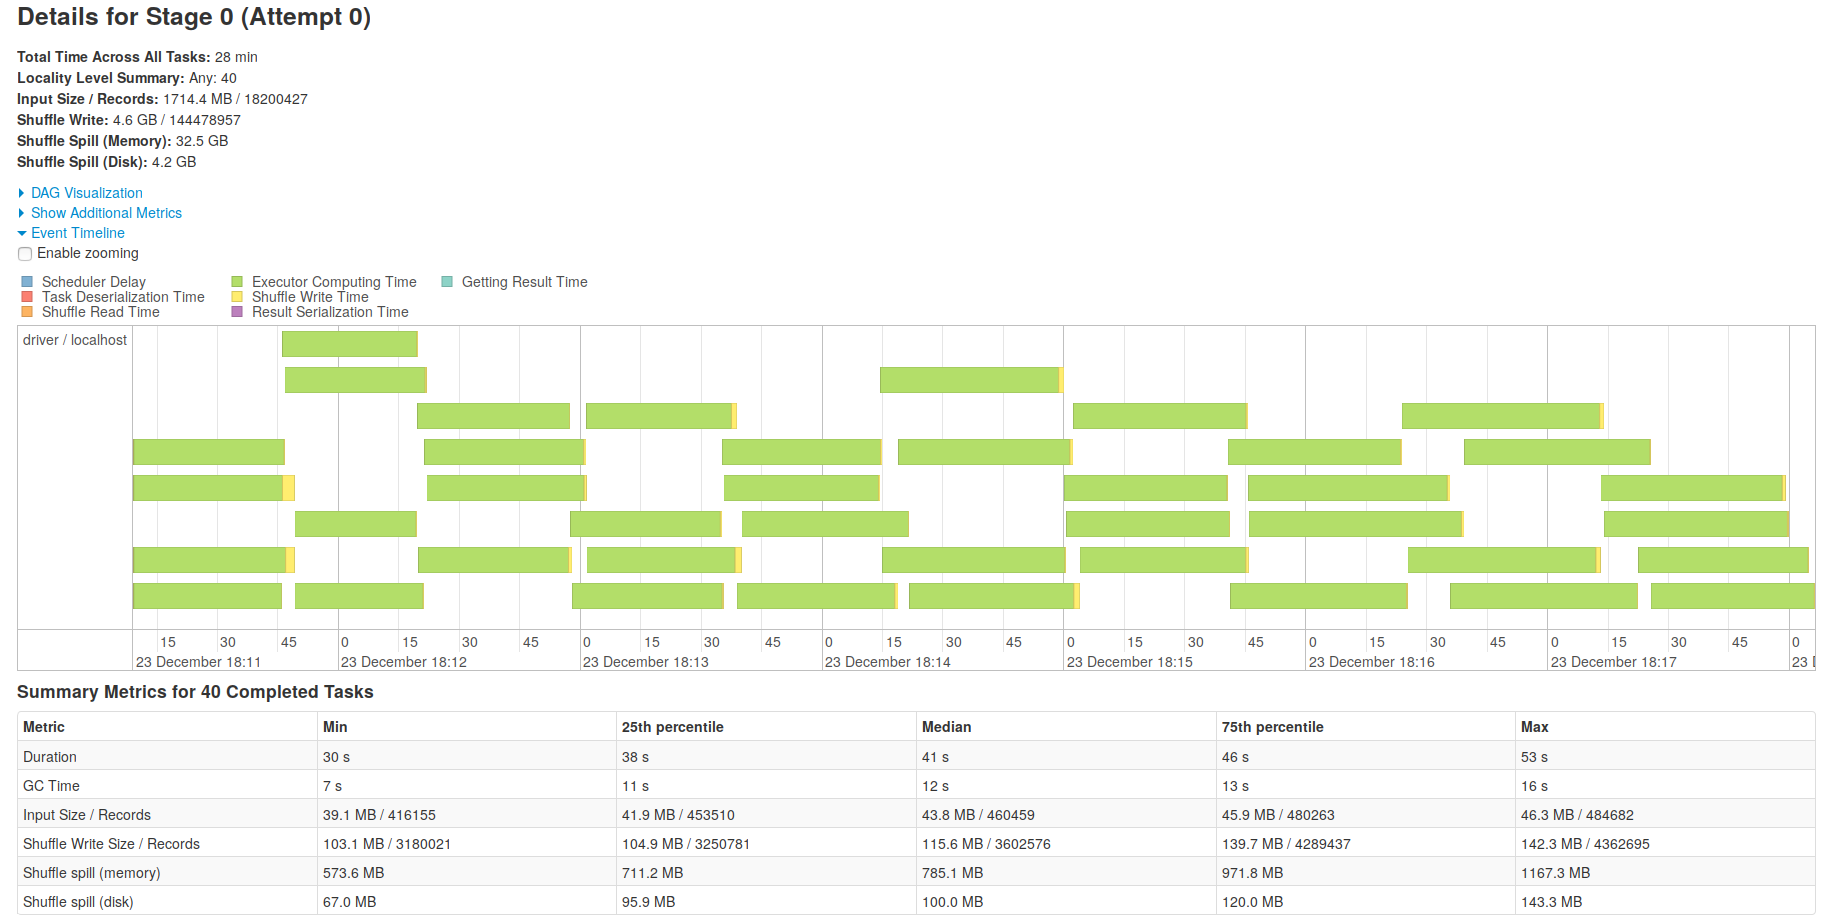 Details for Stage 0 (Attempt 0)
Total Time Across All Tasks: 28 min
Locality Level Summary: Any: 40
Input Size / Records: 1714.4 MB / 18200427
Shuffle Write: 4.6 GB / 144478957
Shuffle Spill (Memory): 32.5 GB
Shuffle Spill (Disk): 4.2 GB
DAG Visualization
Show Additional Metrics
Event Timeline
Enable zooming
Scheduler Delay Executor Computing Time Getting Result Time
Task Deserialization Time Shuffle Write Time
Shuffle Read Time Result Serialization Time
driver / localhost
15 30 45 0 15 30 45 0 15 30 45 0 15 30 45 0 15 30 45 0 15 30 45 0 15 30 45 0
23 December 18:11 23 December 18:12 23 December 18:13 23 December 18:14 23 December 18:15 23 December 18:16 23 December 18:17 23
Summary Metrics for 40 Completed Tasks
Metric Min 25th percentile Median 75th percentile Max
Duration 30 s 38 s 41 s 46 s 53 s
GC Time 7 s 11 s 12 s 13 s 16 s
Input Size / Records 39.1 MB / 416155 41.9 MB / 453510 43.8 MB / 460459 45.9 MB / 480263 46.3 MB / 484682
Shuffle Write Size / Records 103.1 MB / 3180021 104.9 MB / 3250781 115.6 MB / 3602576 139.7 MB / 4289437 142.3 MB / 4362695
Shuffle spill (memory) 573.6 MB 711.2 MB 785.1 MB 971.8 MB 1167.3 MB
Shuffle spill (disk) 67.0 MB 95.9 MB 100.0 MB 120.0 MB 143.3 MB